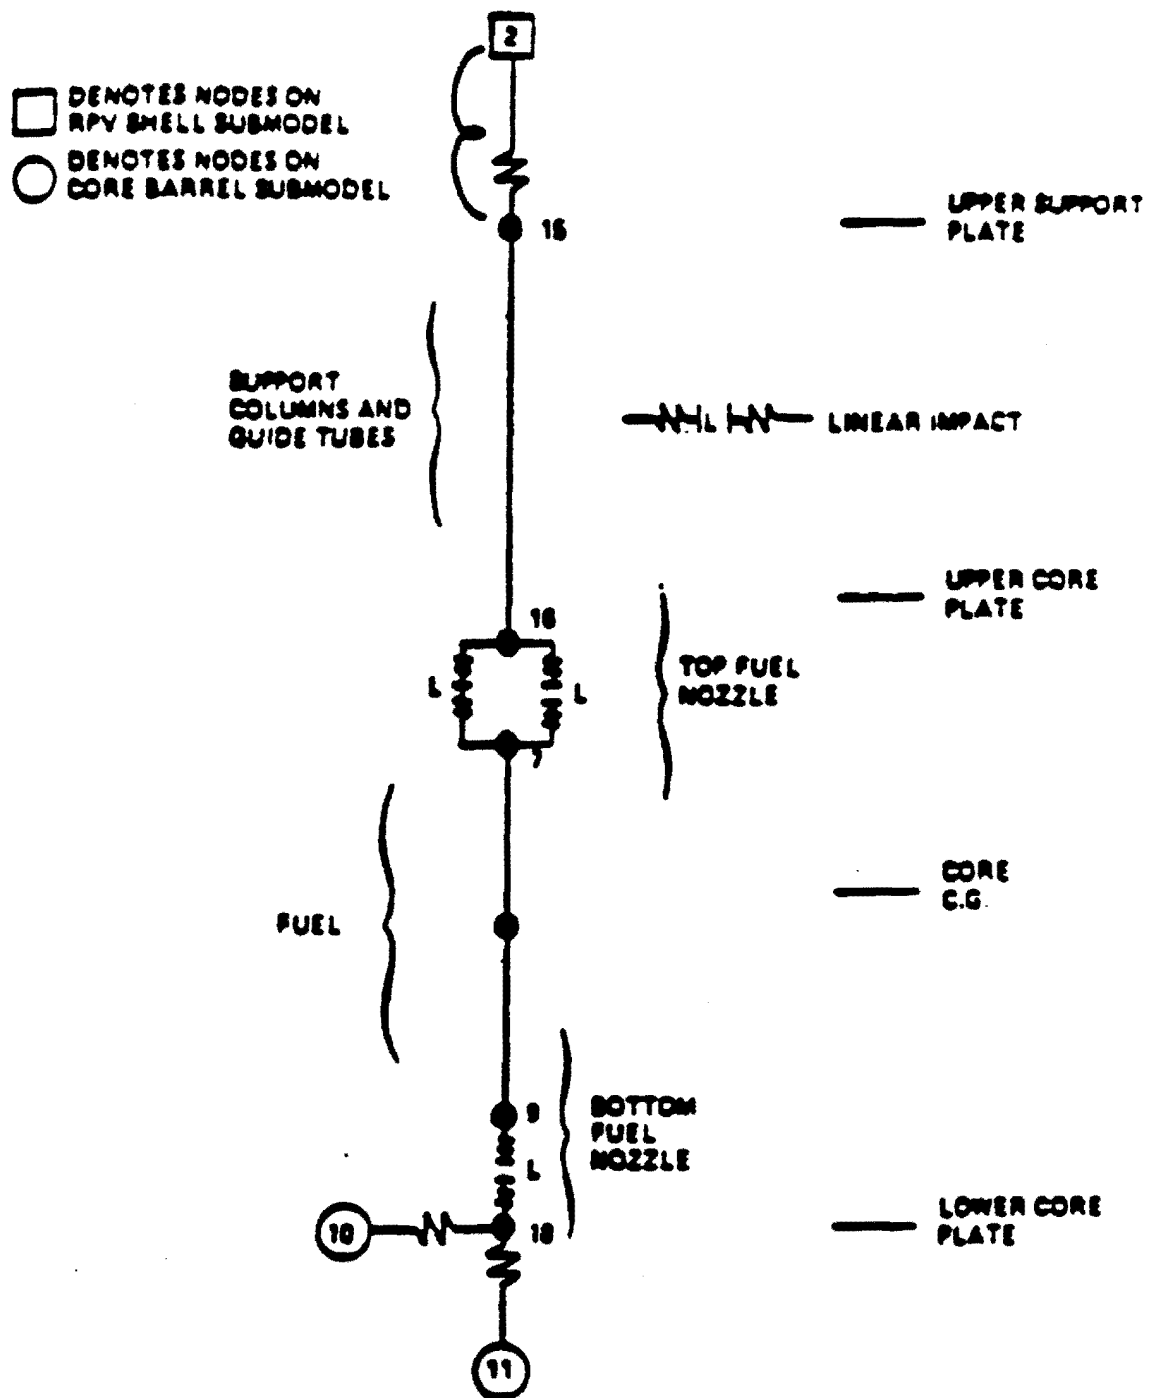 2
DENOTES NODES ON
RPV SHELL SUBMODEL
DENOTES NODES ON
CORE BARREL SUBMODEL
15
UPPER SUPPORT
PLATE
SUPPORT
COLUMNS AND
GUIDE TUBES
L
LINEAR IMPACT
UPPER CORE
PLATE
16
TOP FUEL
NOZZLE
L
L
7
CORE
C.G.
FUEL
9
BOTTOM
FUEL
NOZZLE
L
LOWER CORE
PLATE
10
18
11